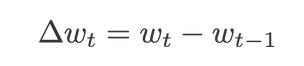 Δw_t = w_t − w_{t−1}